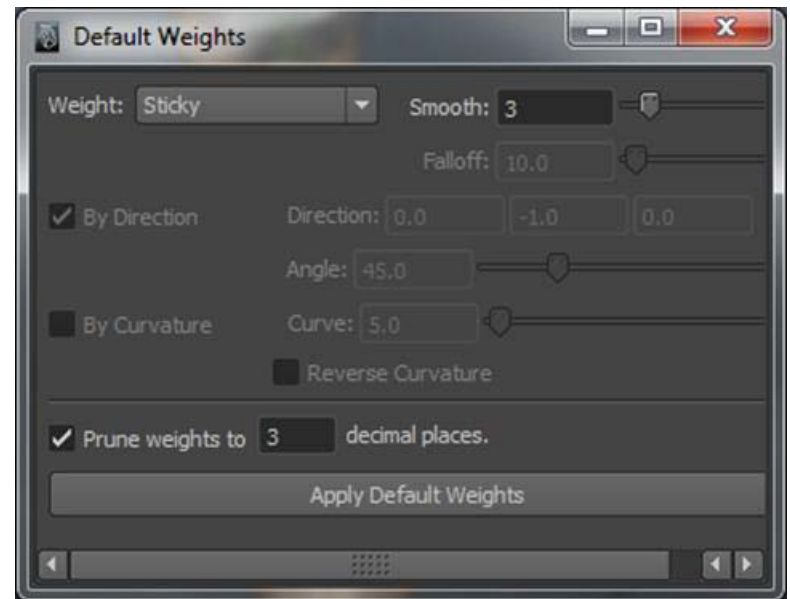 Default Weights
Weight: Sticky Smooth: 3
Falloff: 10.0
By Direction Direction: 0.0 -1.0 0.0
Angle: 45.0
By Curvature Curve: 5.0
Reverse Curvature
Prune weights to 3 decimal places.
Apply Default Weights